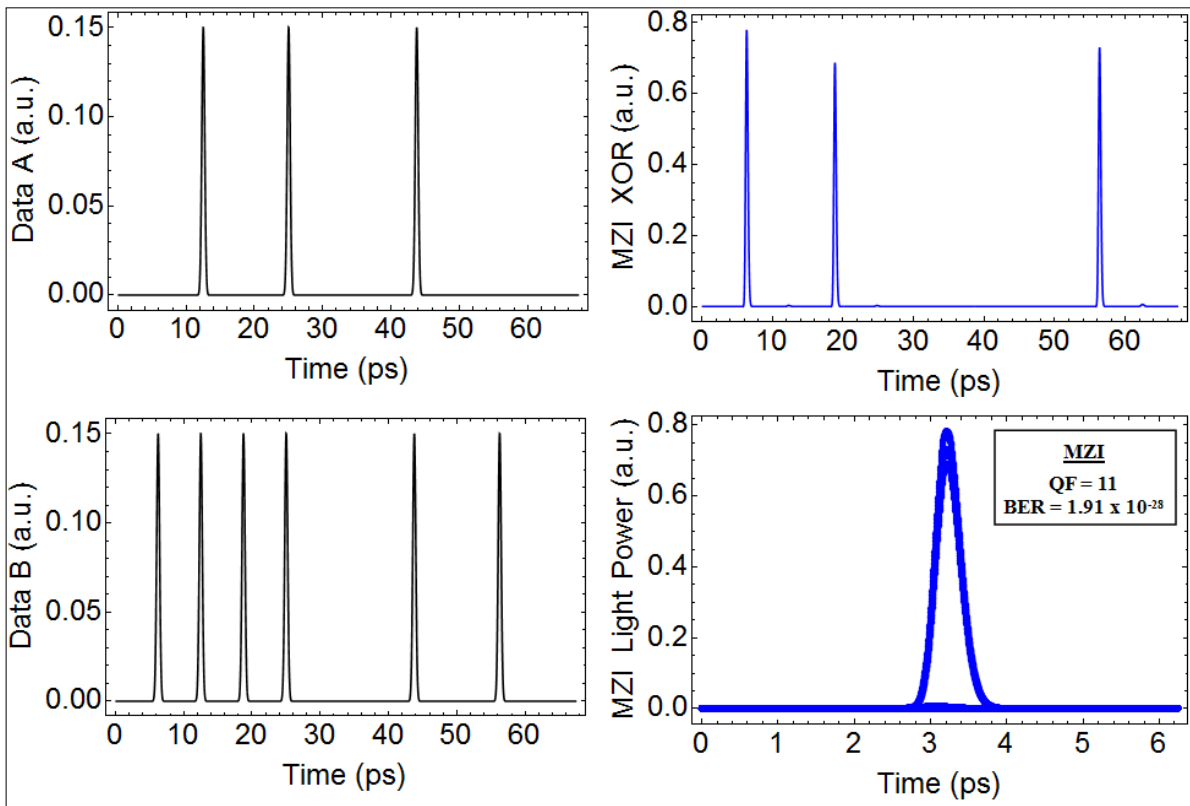 Data A (a.u.)
0.15
0.10
0.05
0.00
0 10 20 30 40 50 60
Time (ps)
MZI XOR (a.u.)
0.8
0.6
0.4
0.2
0.0
0 10 20 30 40 50 60
Time (ps)
Data B (a.u.)
0.15
0.10
0.05
0.00
0 10 20 30 40 50 60
Time (ps)
MZI Light Power (a.u.)
0.8
0.6
0.4
0.2
0.0
0 1 2 3 4 5 6
Time (ps)
MZI
QF = 11
BER = 1.91 x 10⁻²⁸